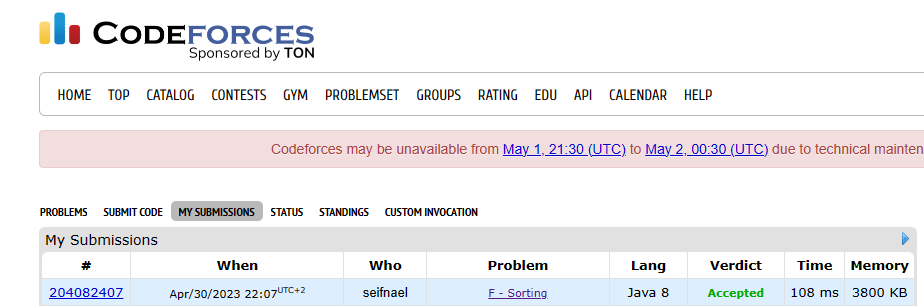 CODEFORCES
Sponsored by TON
HOME TOP CATALOG CONTESTS GYM PROBLEMSET GROUPS RATING EDU API CALENDAR HELP
Codeforces may be unavailable from May 1, 21:30 (UTC) to May 2, 00:30 (UTC) due to technical mainten
PROBLEMS SUBMIT CODE MY SUBMISSIONS STATUS STANDINGS CUSTOM INVOCATION
My Submissions
# When Who Problem Lang Verdict Time Memory
204082407 Apr/30/2023 22:07UTC+2 seifnael F - Sorting Java 8 Accepted 108 ms 3800 KB